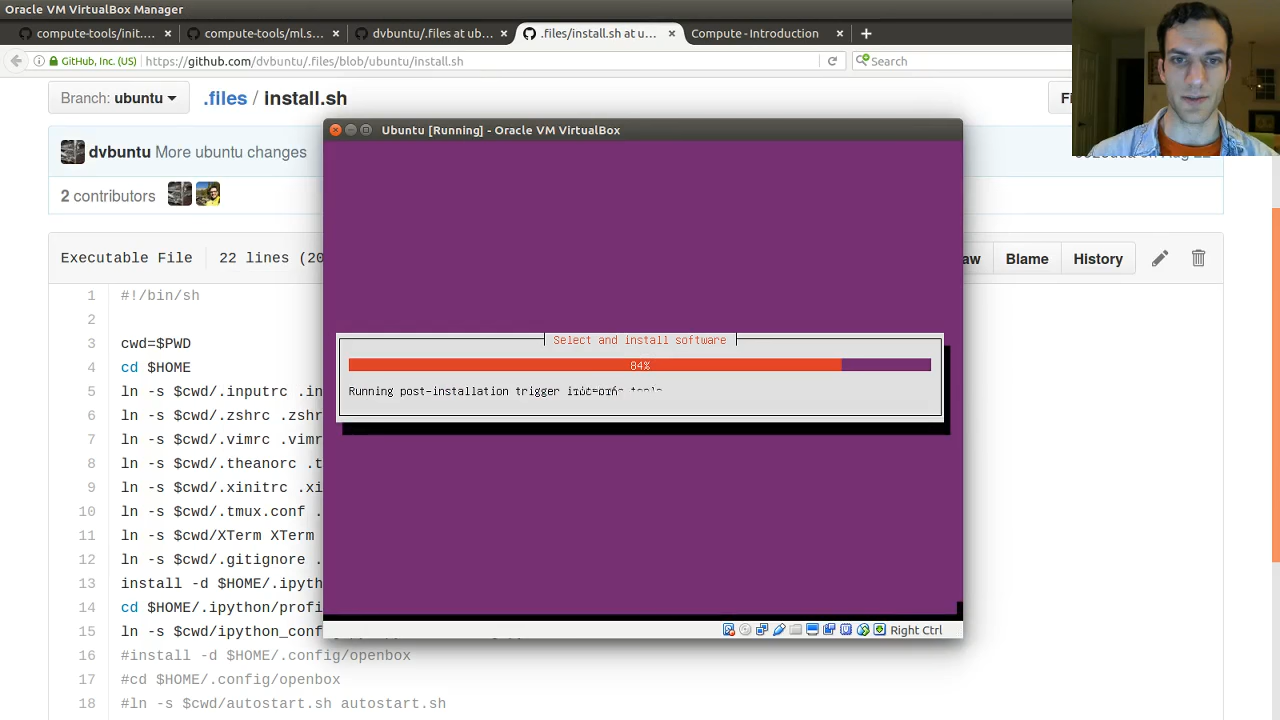 Oracle VM VirtualBox Manager
compute-tools/init.... ×
compute-tools/ml.s... ×
dvbuntu/.files at ub... ×
.files/install.sh at u... ×
Compute - Introduction ×
GitHub, Inc. (US)
https://github.com/dvbuntu/.files/blob/ubuntu/install.sh
Search
Branch: ubuntu
.files / install.sh
dvbuntu More ubuntu changes
2 contributors
Executable File
22 lines (20
Blame
History
Ubuntu [Running] - Oracle VM VirtualBox
Select and install software
84%
Running post-installation trigger
Right Ctrl
1 #!/bin/sh
2
3 cwd=$PWD
4 cd $HOME
5 ln -s $cwd/.inputrc .in
6 ln -s $cwd/.zshrc .zshr
7 ln -s $cwd/.vimrc .vimr
8 ln -s $cwd/.theanorc .t
9 ln -s $cwd/.xinitrc .xi
10 ln -s $cwd/.tmux.conf .
11 ln -s $cwd/XTerm XTerm
12 ln -s $cwd/.gitignore .
13 install -d $HOME/.ipyth
14 cd $HOME/.ipython/profi
15 ln -s $cwd/ipython_conf
16 #install -d $HOME/.config/openbox
17 #cd $HOME/.config/openbox
18 #ln -s $cwd/autostart.sh autostart.sh